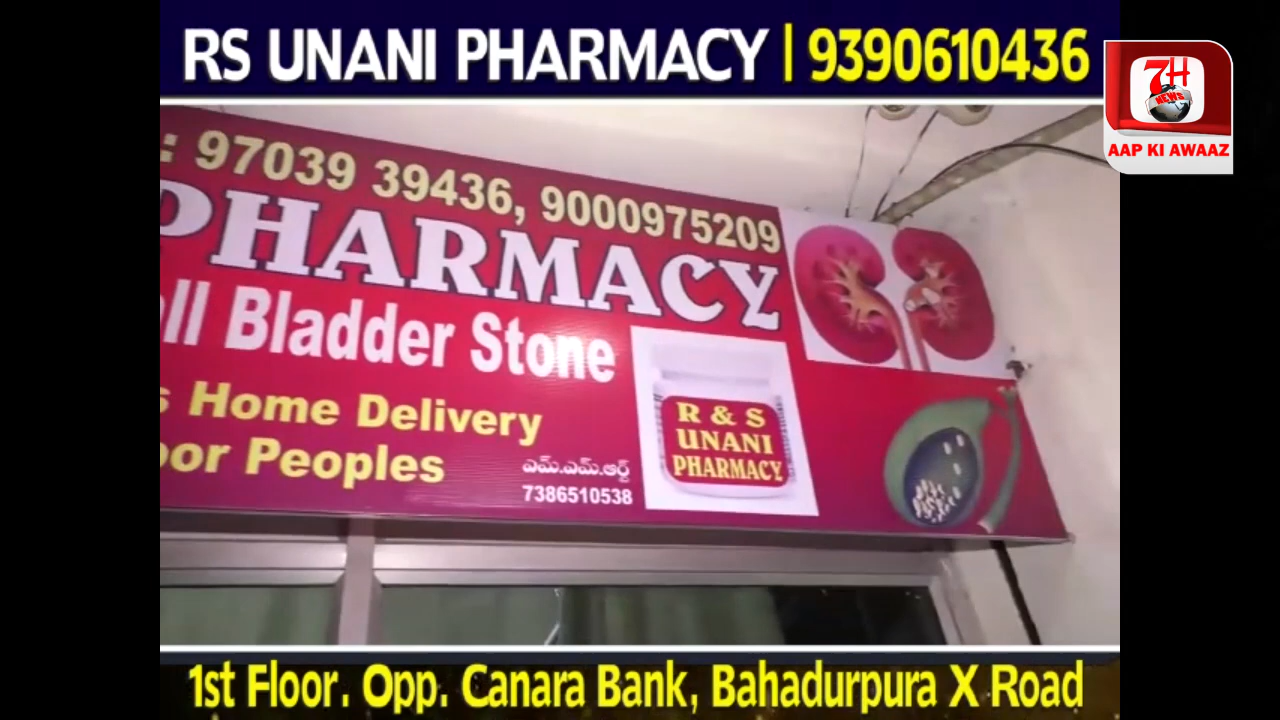 RS UNANI PHARMACY | 9390610436
7H
NEWS
AAP KI AWAAZ
: 97039 39436, 9000975209
PHARMACY
all Bladder Stone
s Home Delivery
oor Peoples
ఎమ్.ఎమ్.ఆర్ట్
7386510538
R & S
UNANI
PHARMACY
1st Floor. Opp. Canara Bank, Bahadurpura X Road